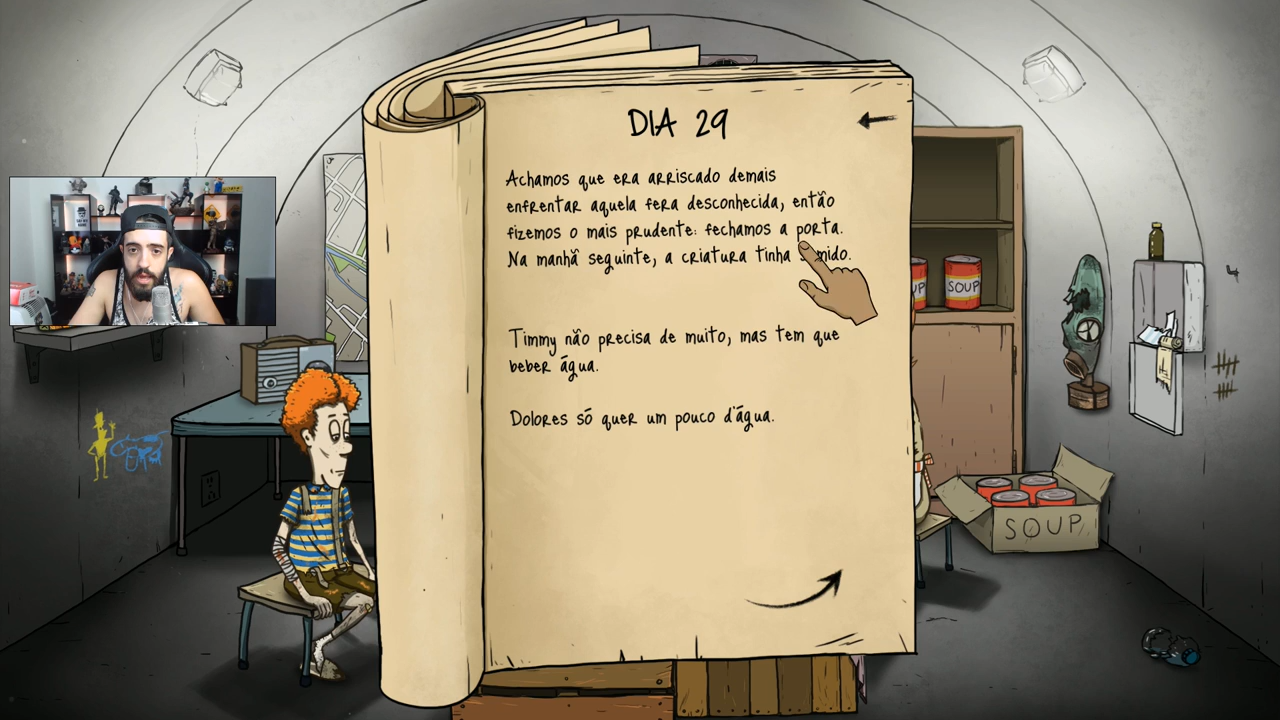 DIA 29
Achamos que era arriscado demais
enfrentar aquela fera desconhecida, então
fizemos o mais prudente: fechamos a porta.
Na manhã seguinte, a criatura tinha
Timmy não precisa de muito, mas tem que
beber água.
Dolores só quer um pouco d'água.
SOUP
SOUP